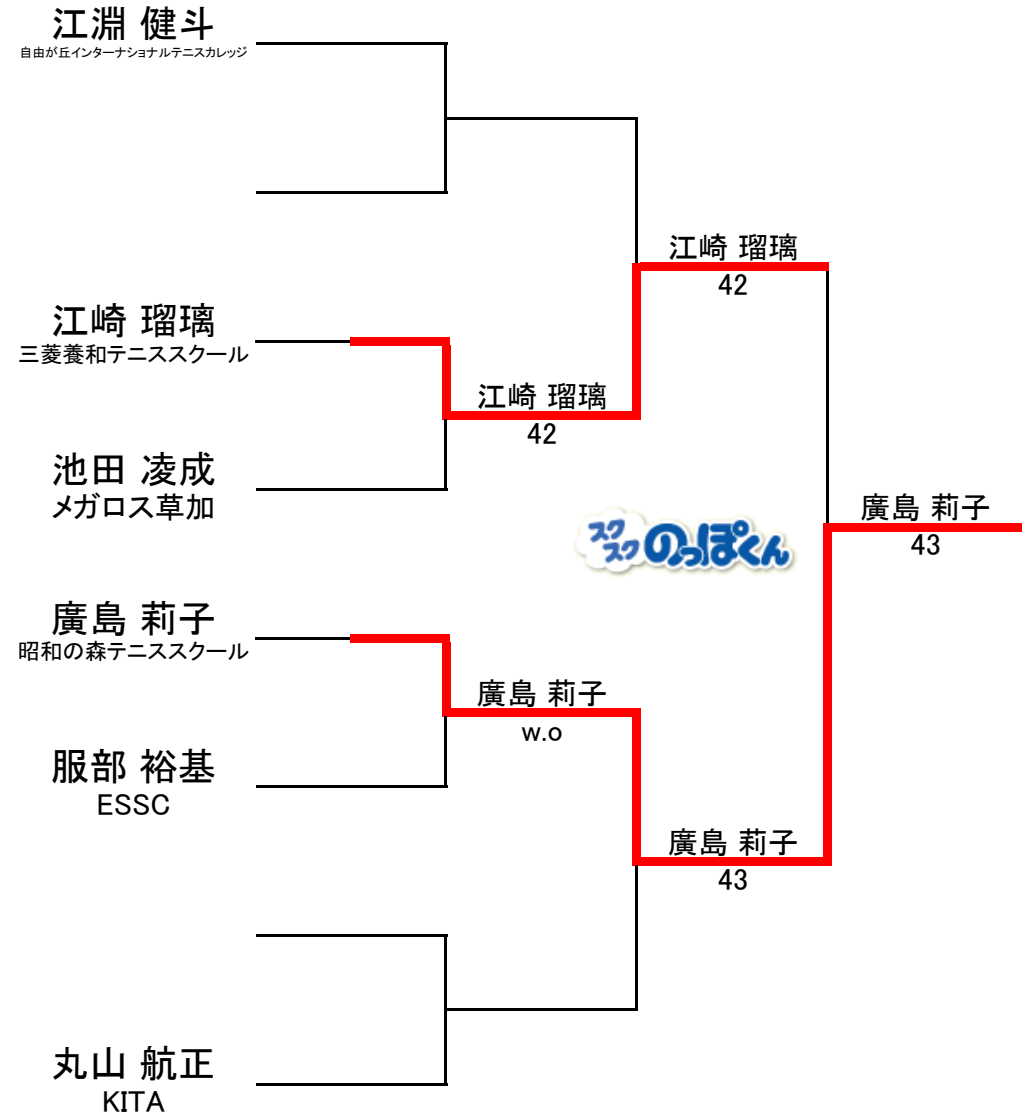 江淵 健斗
自由が丘インターナショナルテニスカレッジ
江崎 瑠璃
42
江崎 瑠璃
三菱養和テニススクール
江崎 瑠璃
42
池田 凌成
メガロス草加
廣島 莉子
43
スク
スク のっぽくん
廣島 莉子
昭和の森テニススクール
廣島 莉子
w.o
服部 裕基
ESSC
廣島 莉子
43
丸山 航正
KITA